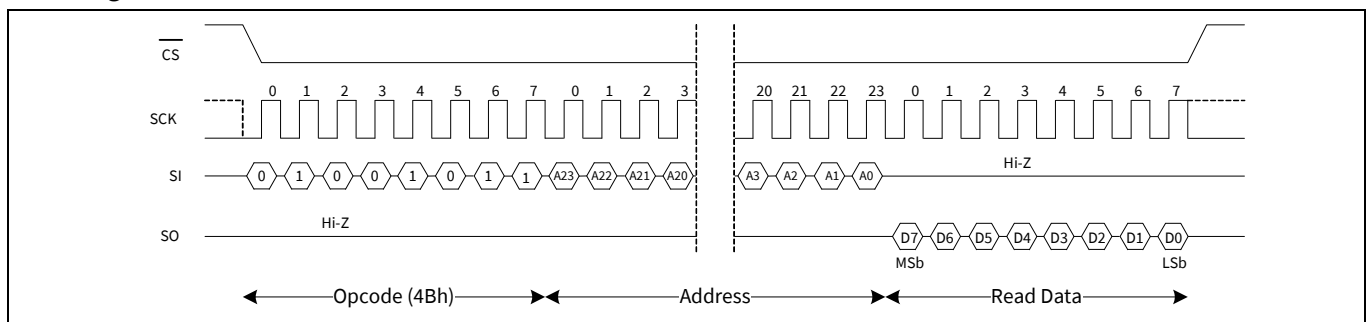 CS
0 1 2 3 4 5 6 7 0 1 2 3 20 21 22 23 0 1 2 3 4 5 6 7
SCK
Hi-Z
SI 0 1 0 0 1 0 1 1 A23 A22 A21 A20 A3 A2 A1 A0
Hi-Z
SO D7 D6 D5 D4 D3 D2 D1 D0
MSb LSb
Opcode (4Bh) Address Read Data